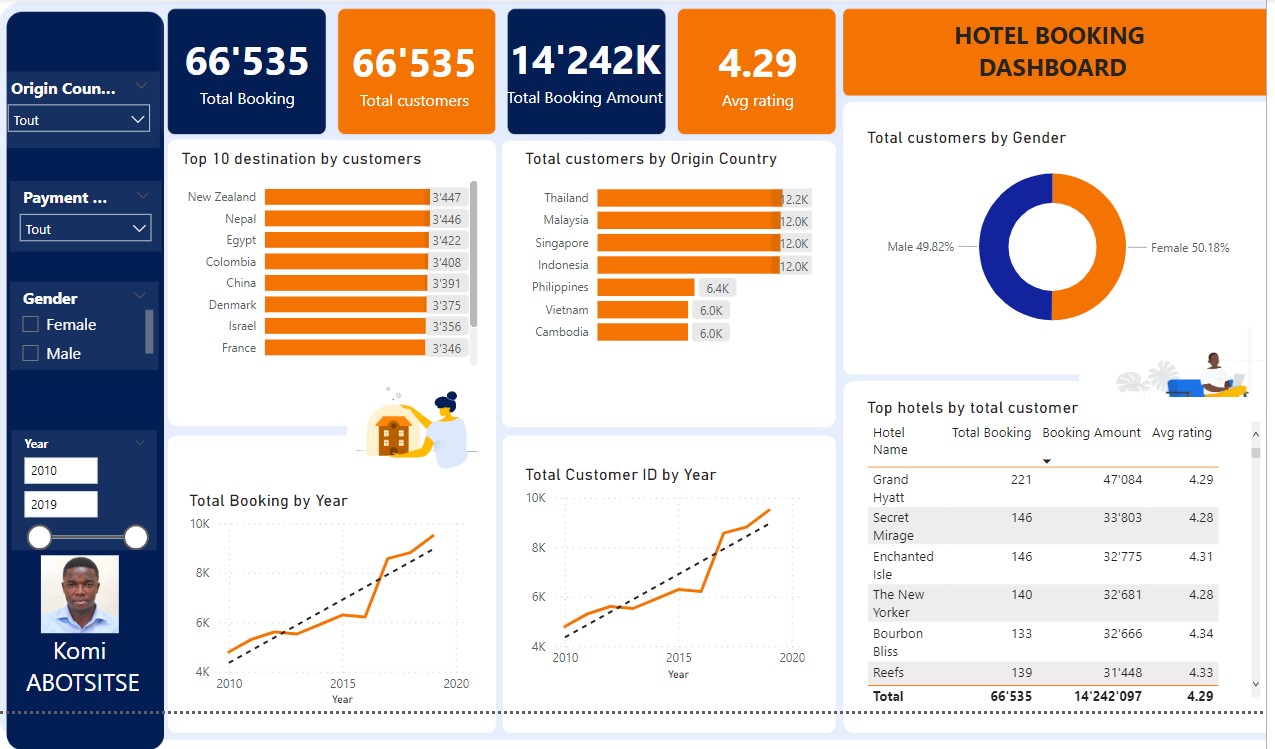 Origin Coun...
Tout
Payment ...
Tout
Gender
Female
Male
Year
2010
2019
Komi
ABOTSITSE
66'535
Total Booking
66'535
Total customers
14'242K
Total Booking Amount
4.29
Avg rating
HOTEL BOOKING
DASHBOARD
Top 10 destination by customers
New Zealand 3'447
Nepal 3'446
Egypt 3'422
Colombia 3'408
China 3'391
Denmark 3'375
Israel 3'356
France 3'346
Total customers by Origin Country
Thailand 12.2K
Malaysia 12.0K
Singapore 12.0K
Indonesia 12.0K
Philippines 6.4K
Vietnam 6.0K
Cambodia 6.0K
Total customers by Gender
Male 49.82%
Female 50.18%
Total Booking by Year
10K
8K
6K
4K
2010 2015 2020
Year
Total Customer ID by Year
10K
8K
6K
4K
2010 2015 2020
Year
Top hotels by total customer
Hotel Total Booking Booking Amount Avg rating
Name
Grand 221 47'084 4.29
Hyatt
Secret 146 33'803 4.28
Mirage
Enchanted 146 32'775 4.31
Isle
The New 140 32'681 4.28
Yorker
Bourbon 133 32'666 4.34
Bliss
Reefs 139 31'448 4.33
Total 66'535 14'242'097 4.29